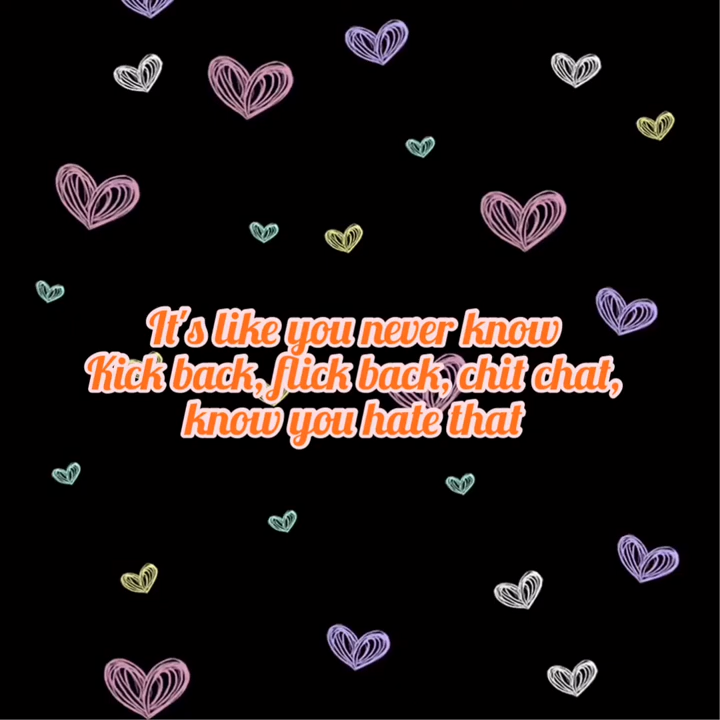 It's like you never know
Kick back, flick back, chit chat,
know you hate that